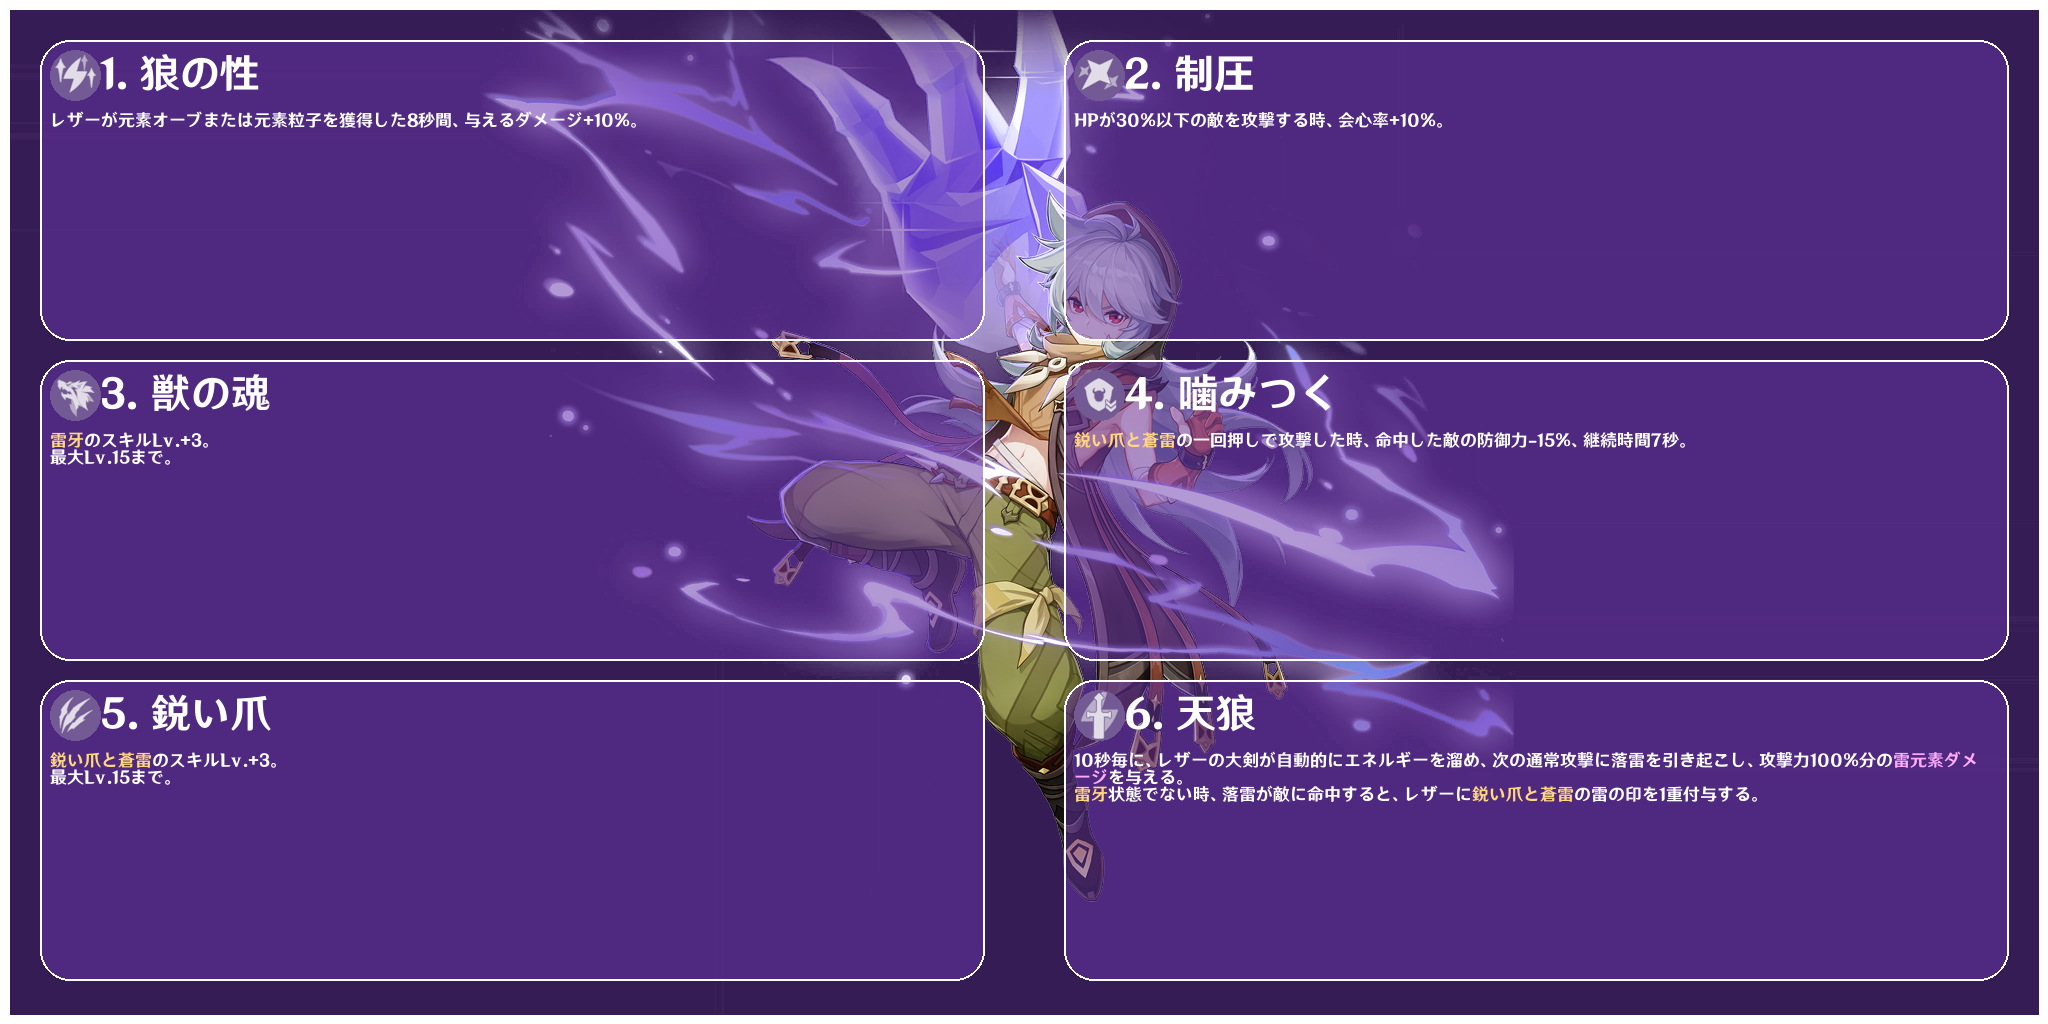 1. 狼の性
レザーが元素オーブまたは元素粒子を獲得した8秒間、与えるダメージ+10%。
2. 制圧
HPが30%以下の敵を攻撃する時、会心率+10%。
3. 獣の魂
雷牙のスキルLv.+3。
最大Lv.15まで。
4. 噛みつく
鋭い爪と蒼雷の一回押しで攻撃した時、命中した敵の防御力-15%、継続時間7秒。
5. 鋭い爪
鋭い爪と蒼雷のスキルLv.+3。
最大Lv.15まで。
6. 天狼
10秒毎に、レザーの大剣が自動的にエネルギーを溜め、次の通常攻撃に落雷を引き起こし、攻撃力100%分の雷元素ダメ
ージを与える。
雷牙状態でない時、落雷が敵に命中すると、レザーに鋭い爪と蒼雷の雷の印を1重付与する。